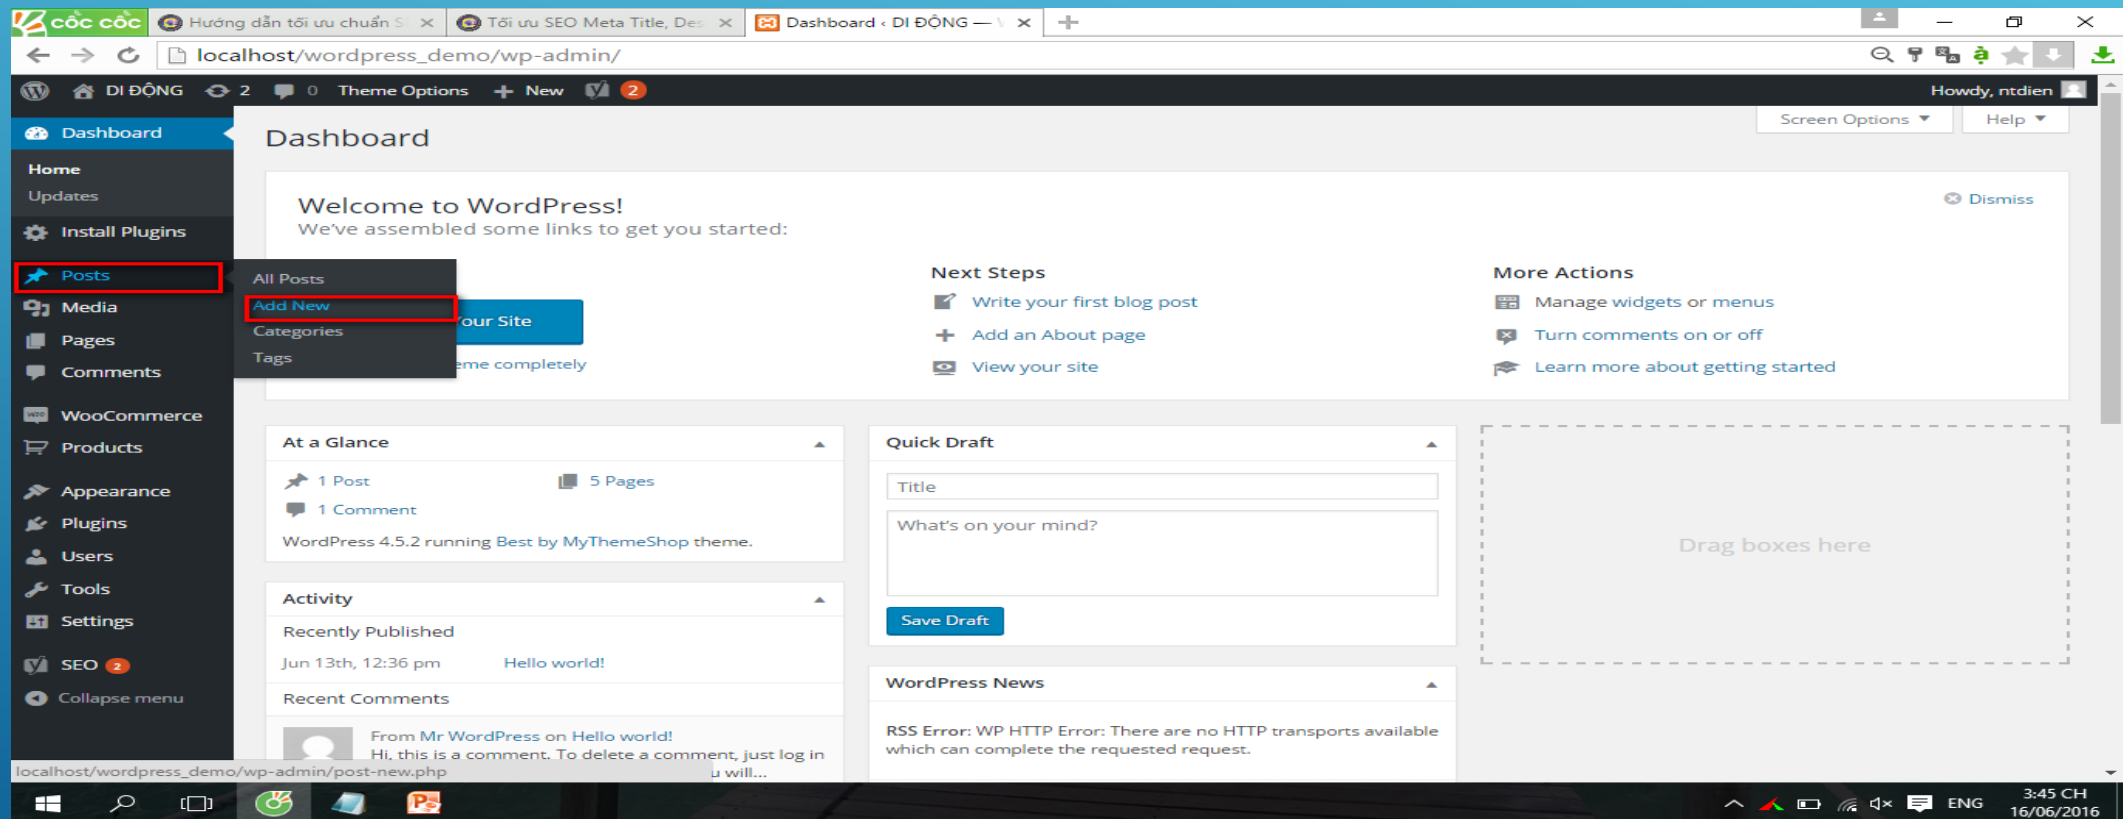 cốc cốc
Hướng dẫn tối ưu chuẩn S
Tối ưu SEO Meta Title, Des
Dashboard ‹ DI ĐỘNG —
localhost/wordpress_demo/wp-admin/
DI ĐỘNG 2 0 Theme Options + New 2
Howdy, ntdien
Dashboard
Home
Updates
Install Plugins
Posts
Media
Pages
Comments
WooCommerce
Products
Appearance
Plugins
Users
Tools
Settings
SEO 2
Collapse menu
All Posts
Add New
Categories
Tags
Dashboard
Screen Options
Help
Welcome to WordPress!
We've assembled some links to get you started:
Dismiss
our Site
eme completely
Next Steps
Write your first blog post
Add an About page
View your site
More Actions
Manage widgets or menus
Turn comments on or off
Learn more about getting started
At a Glance
1 Post
5 Pages
1 Comment
WordPress 4.5.2 running Best by MyThemeShop theme.
Activity
Recently Published
Jun 13th, 12:36 pm Hello world!
Recent Comments
From Mr WordPress on Hello world!
Hi, this is a comment. To delete a comment, just log in
u will...
Quick Draft
Title
What's on your mind?
Save Draft
WordPress News
RSS Error: WP HTTP Error: There are no HTTP transports available
which can complete the requested request.
Drag boxes here
localhost/wordpress_demo/wp-admin/post-new.php
ENG
3:45 CH
16/06/2016